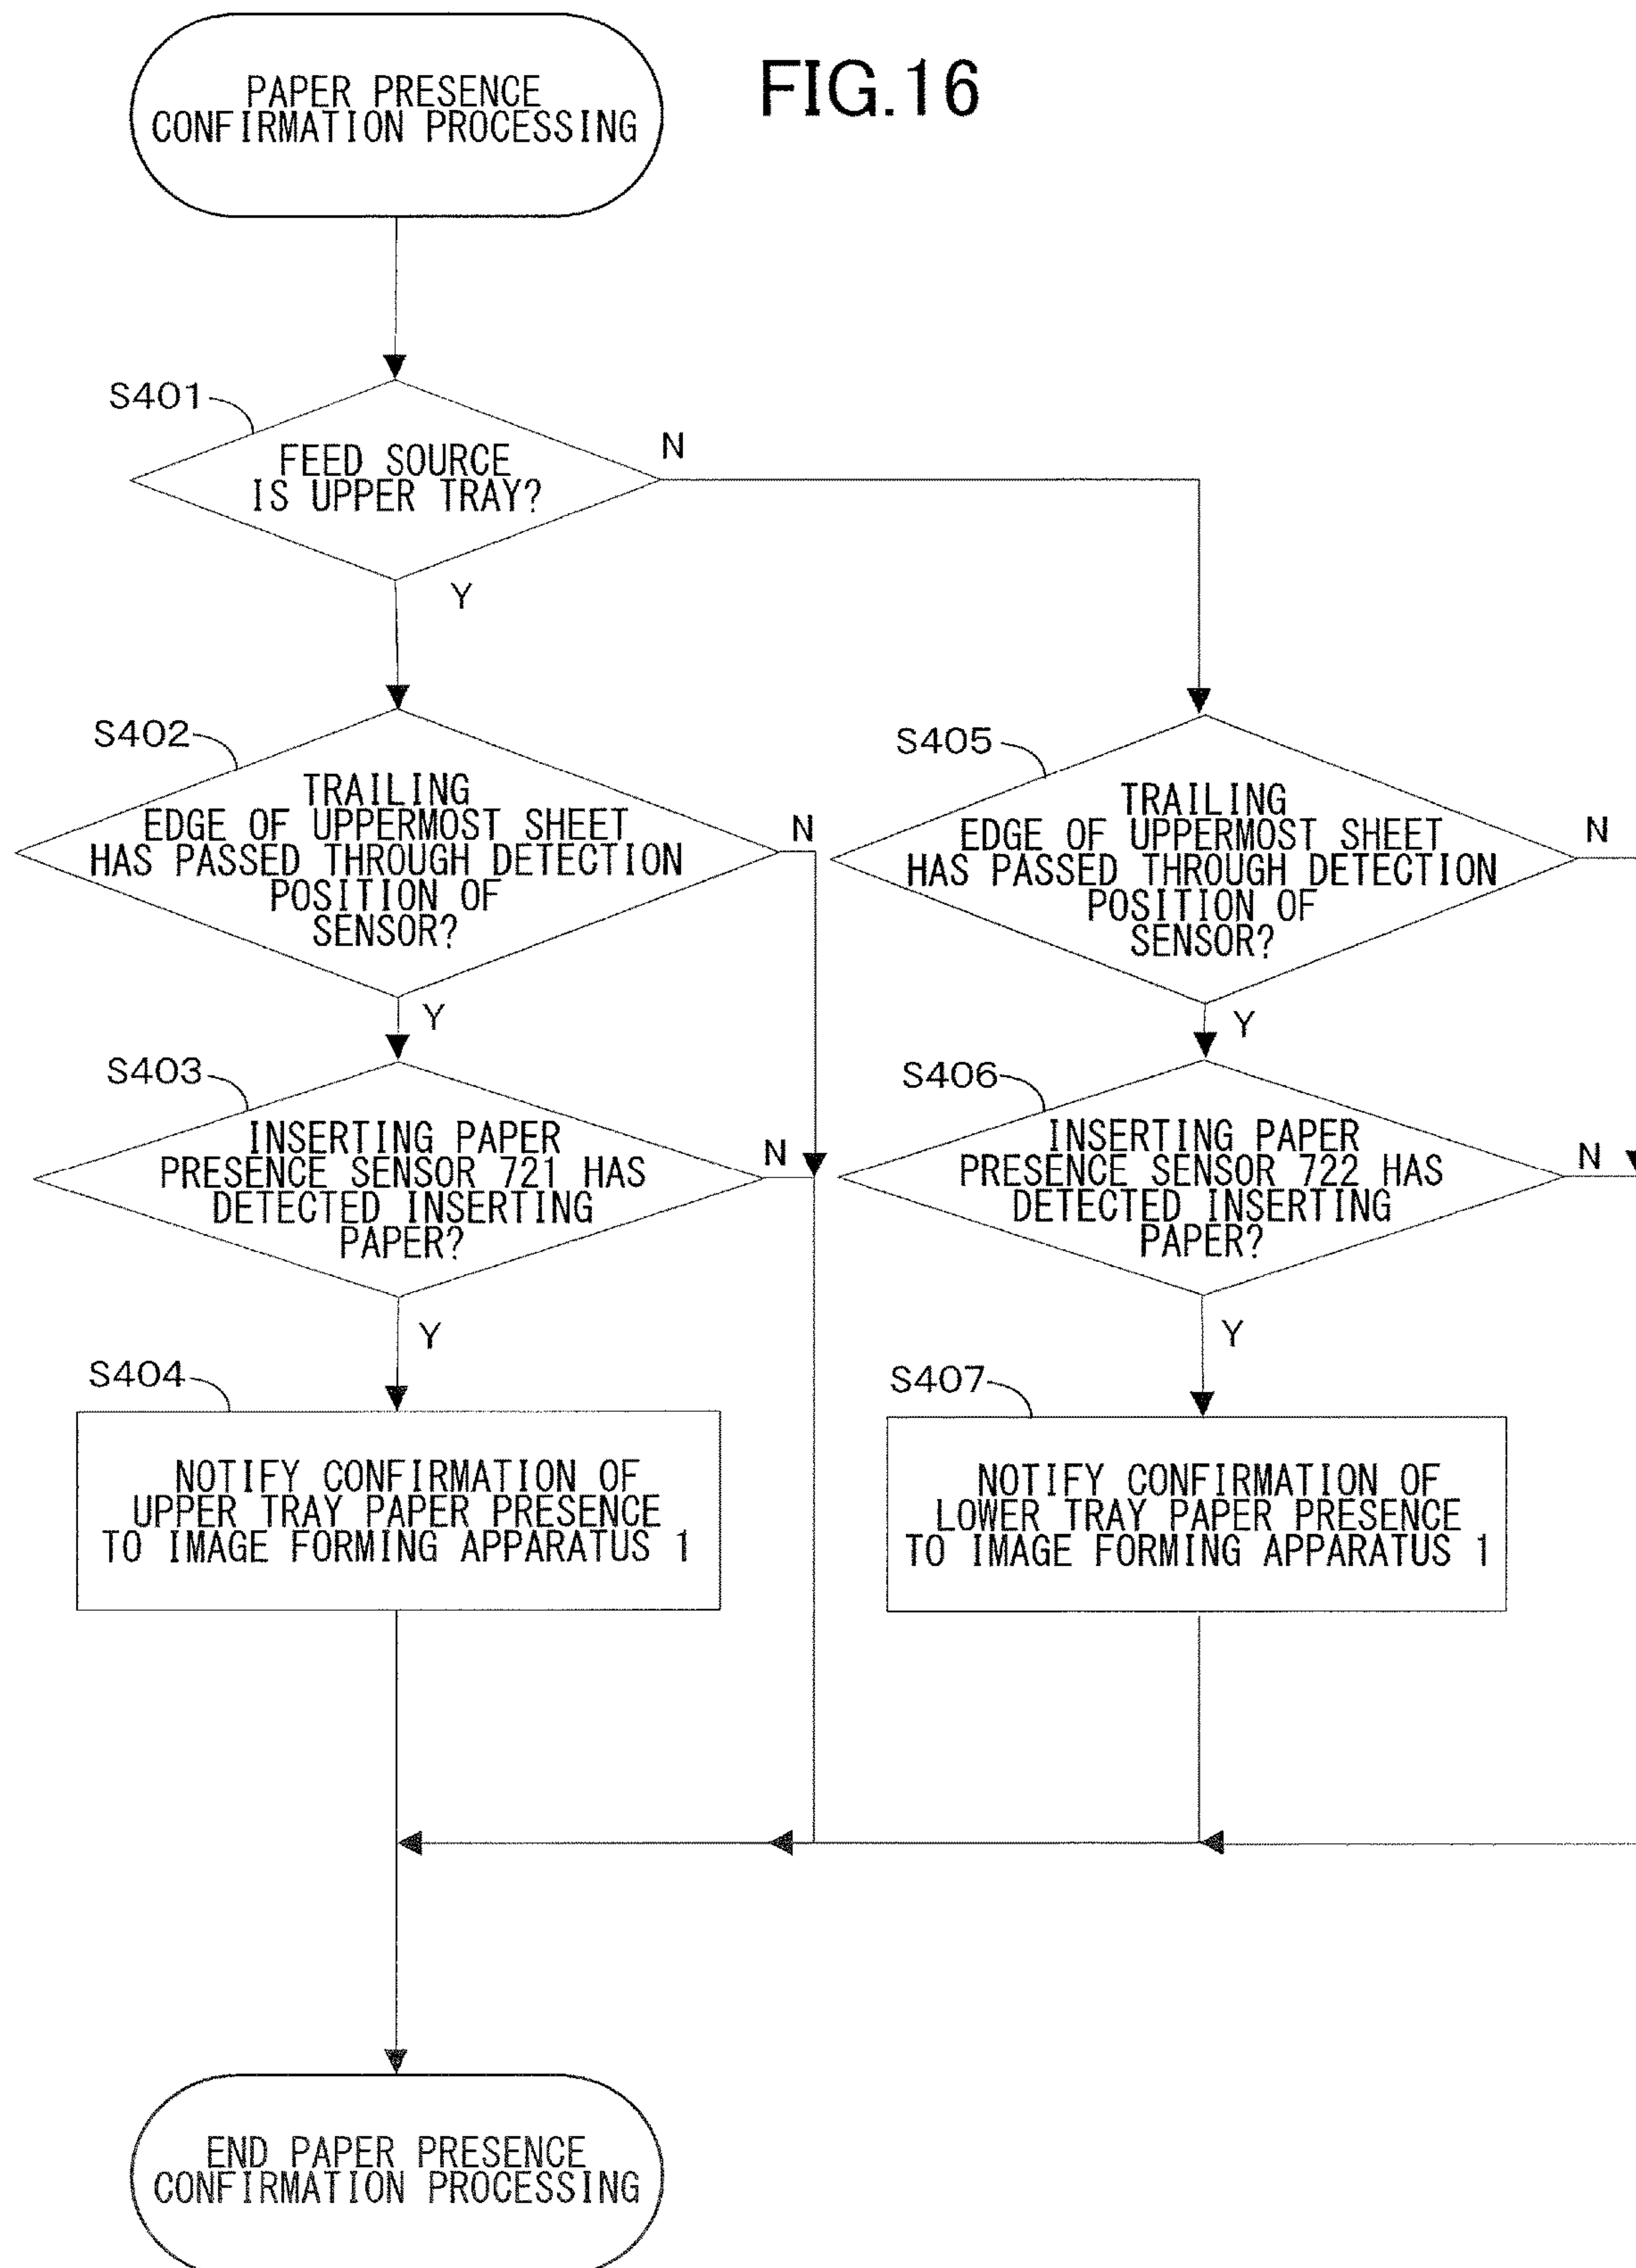 FIG.16
PAPER PRESENCE
CONFIRMATION PROCESSING
S401
FEED SOURCE
IS UPPER TRAY?
N
Y
S402
TRAILING
EDGE OF UPPERMOST SHEET
HAS PASSED THROUGH DETECTION
POSITION OF
SENSOR?
N
Y
S405
TRAILING
EDGE OF UPPERMOST SHEET
HAS PASSED THROUGH DETECTION
POSITION OF
SENSOR?
N
Y
S403
INSERTING PAPER
PRESENCE SENSOR 721 HAS
DETECTED INSERTING
PAPER?
N
Y
S406
INSERTING PAPER
PRESENCE SENSOR 722 HAS
DETECTED INSERTING
PAPER?
N
Y
S404
NOTIFY CONFIRMATION OF
UPPER TRAY PAPER PRESENCE
TO IMAGE FORMING APPARATUS 1
S407
NOTIFY CONFIRMATION OF
LOWER TRAY PAPER PRESENCE
TO IMAGE FORMING APPARATUS 1
END PAPER PRESENCE
CONFIRMATION PROCESSING